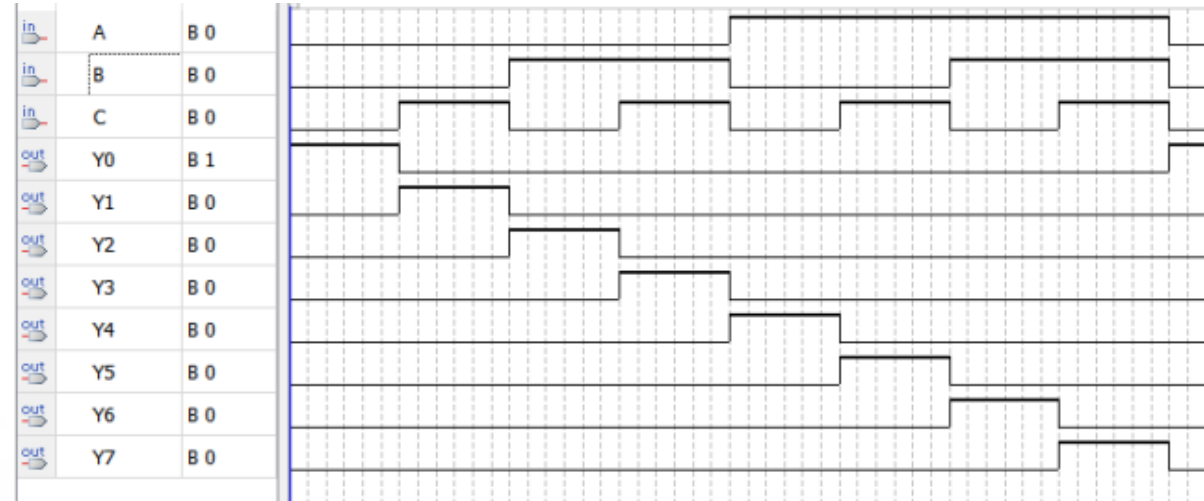 in A B 0
in B B 0
in C B 0
out Y0 B 1
out Y1 B 0
out Y2 B 0
out Y3 B 0
out Y4 B 0
out Y5 B 0
out Y6 B 0
out Y7 B 0